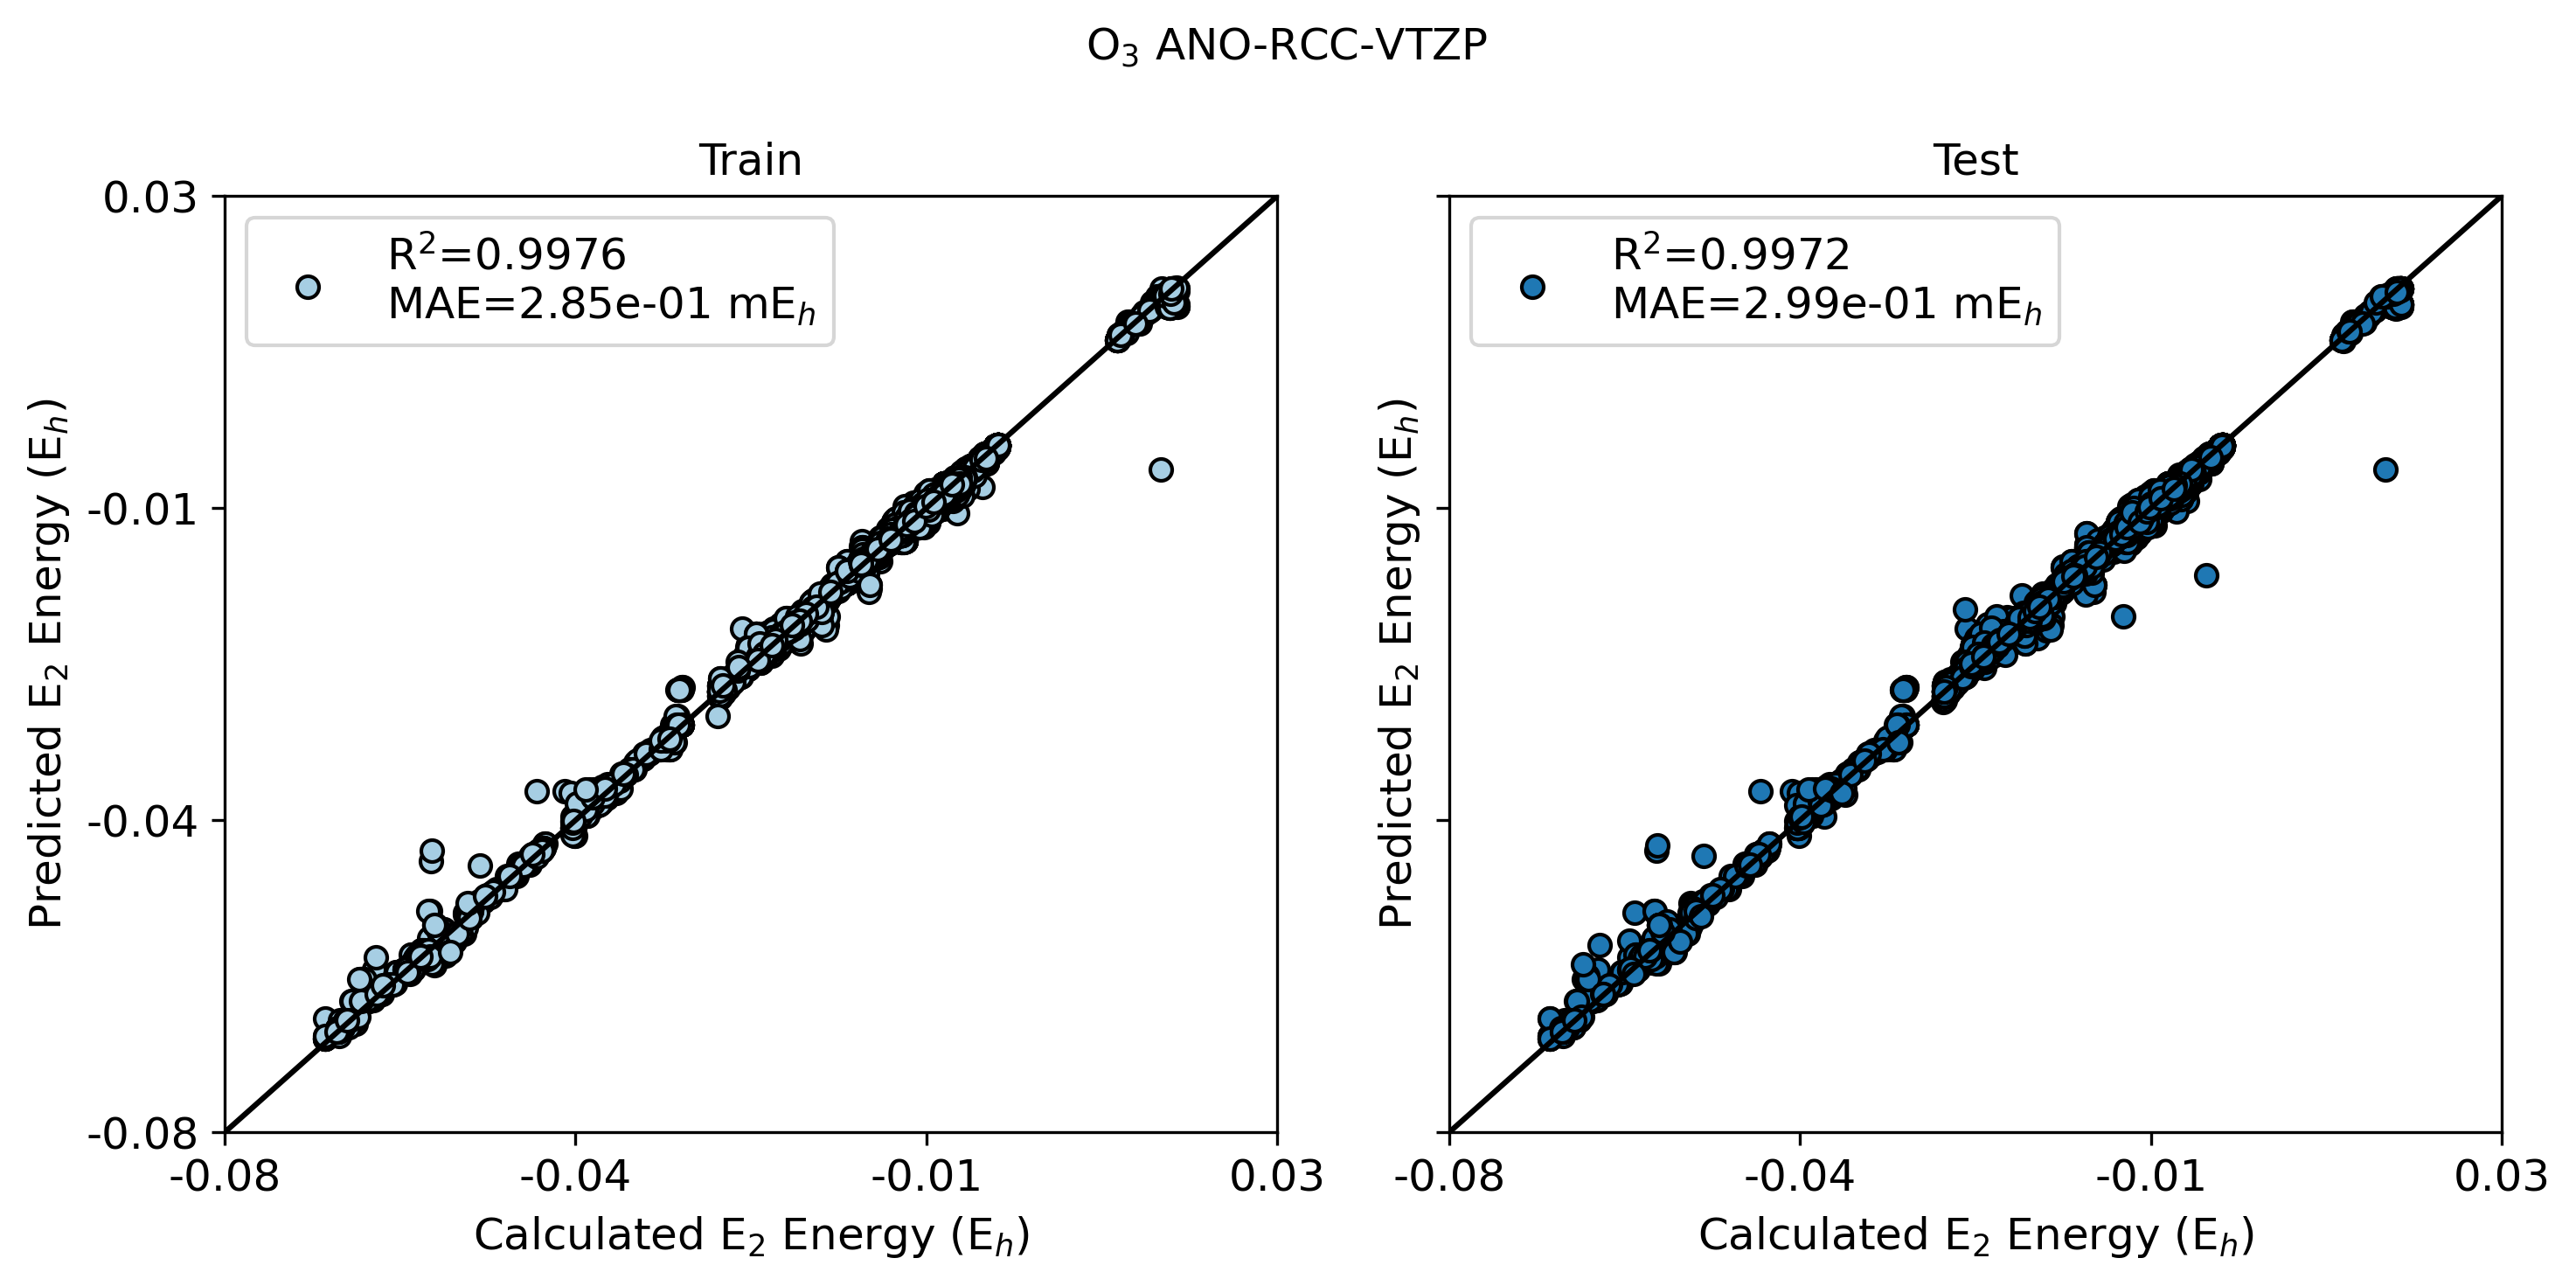 O₃ ANO-RCC-VTZP
Train
R²=0.9976
MAE=2.85e-01 mEₕ
0.03
-0.01
-0.04
-0.08
Predicted E₂ Energy (Eₕ)
-0.08 -0.04 -0.01 0.03
Calculated E₂ Energy (Eₕ)
Test
R²=0.9972
MAE=2.99e-01 mEₕ
Predicted E₂ Energy (Eₕ)
-0.08 -0.04 -0.01 0.03
Calculated E₂ Energy (Eₕ)